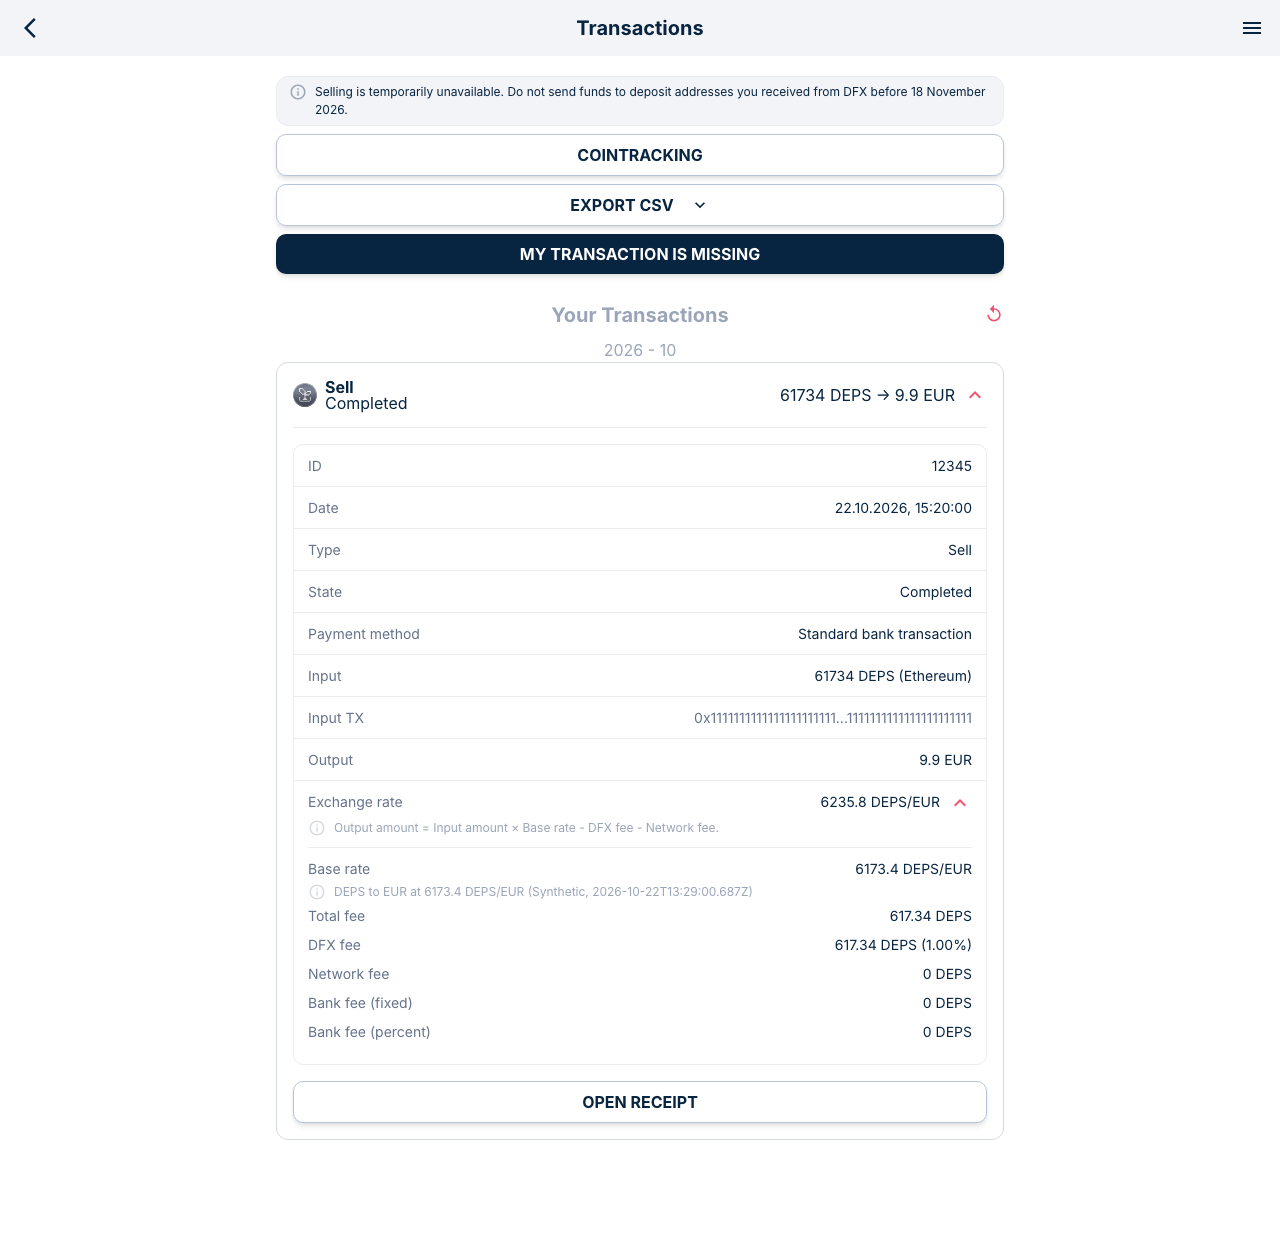 Transactions
Selling is temporarily unavailable. Do not send funds to deposit addresses you received from DFX before 18 November
2026.
COINTRACKING
EXPORT CSV
MY TRANSACTION IS MISSING
Your Transactions
2026 - 10
Sell
Completed
61734 DEPS → 9.9 EUR
ID 12345
Date 22.10.2026, 15:20:00
Type Sell
State Completed
Payment method Standard bank transaction
Input 61734 DEPS (Ethereum)
Input TX 0x1111111111111111111111...1111111111111111111111
Output 9.9 EUR
Exchange rate 6235.8 DEPS/EUR
Output amount = Input amount × Base rate - DFX fee - Network fee.
Base rate 6173.4 DEPS/EUR
DEPS to EUR at 6173.4 DEPS/EUR (Synthetic, 2026-10-22T13:29:00.687Z)
Total fee 617.34 DEPS
DFX fee 617.34 DEPS (1.00%)
Network fee 0 DEPS
Bank fee (fixed) 0 DEPS
Bank fee (percent) 0 DEPS
OPEN RECEIPT